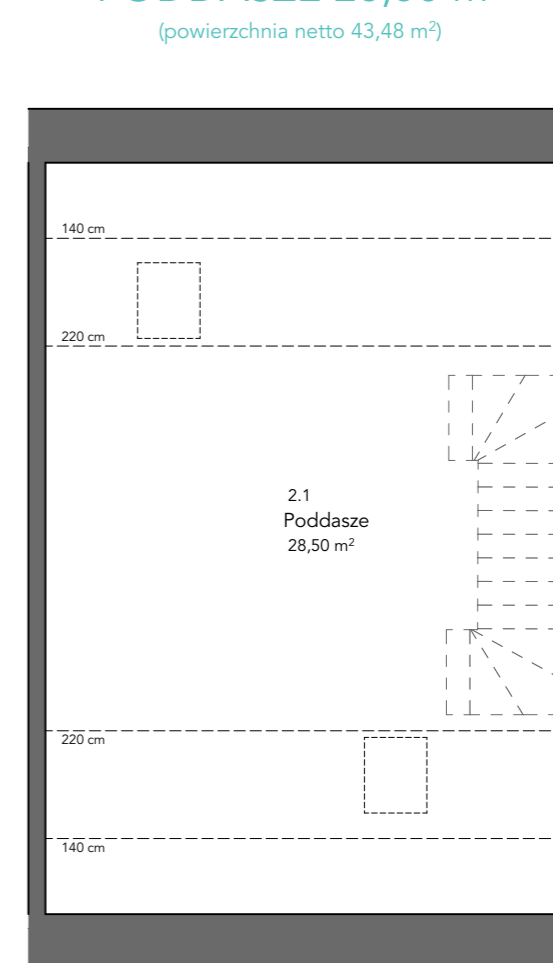 (powierzchnia netto 43,48 m²)
140 cm
220 cm
2.1
Poddasze
28,50 m²
220 cm
140 cm